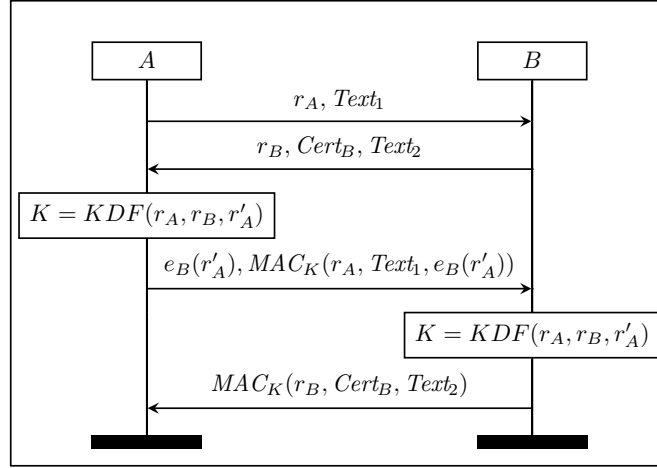 A B
r_A, Text_1
r_B, Cert_B, Text_2
K = KDF(r_A, r_B, r'_A)
e_B(r'_A), MAC_K(r_A, Text_1, e_B(r'_A))
K = KDF(r_A, r_B, r'_A)
MAC_K(r_B, Cert_B, Text_2)